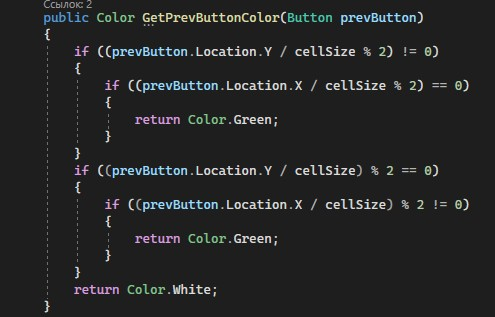 Ссылок: 2
public Color GetPrevButtonColor(Button prevButton)
{
if ((prevButton.Location.Y / cellSize % 2) != 0)
{
if ((prevButton.Location.X / cellSize % 2) == 0)
{
return Color.Green;
}
}
if ((prevButton.Location.Y / cellSize) % 2 == 0)
{
if ((prevButton.Location.X / cellSize) % 2 != 0)
{
return Color.Green;
}
}
return Color.White;
}